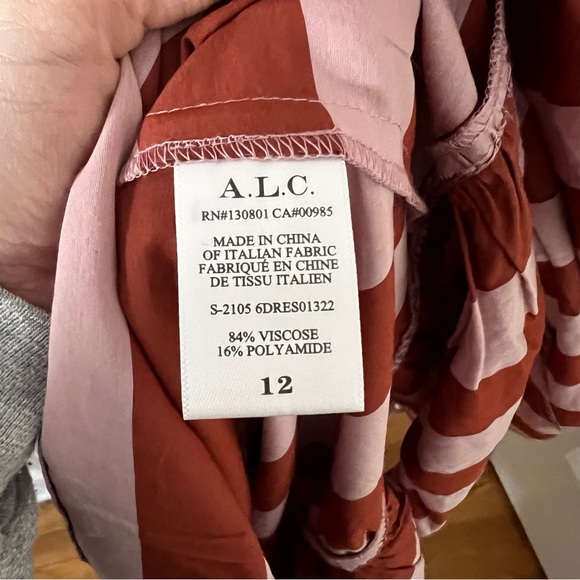 A.L.C.
RN#130801 CA#00985
MADE IN CHINA
OF ITALIAN FABRIC
FABRIQUÉ EN CHINE
DE TISSU ITALIEN
S-2105 6DRES01322
84% VISCOSE
16% POLYAMIDE
12